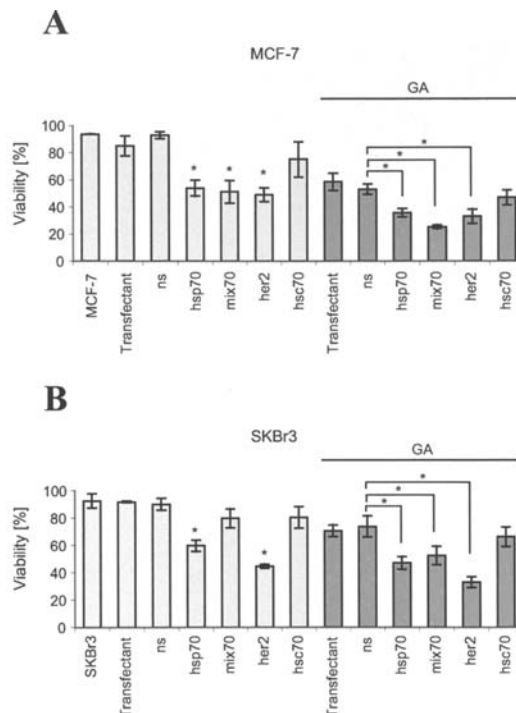 A
MCF-7
GA
Viability [%]
100
80
60
40
20
0
* * *
*
*
*
MCF-7 Transfectant ns hsp70 mix70 her2 hsc70 Transfectant ns hsp70 mix70 her2 hsc70
B
SKBr3
GA
Viability [%]
100
80
60
40
20
0
* *
*
*
*
SKBr3 Transfectant ns hsp70 mix70 her2 hsc70 Transfectant ns hsp70 mix70 her2 hsc70